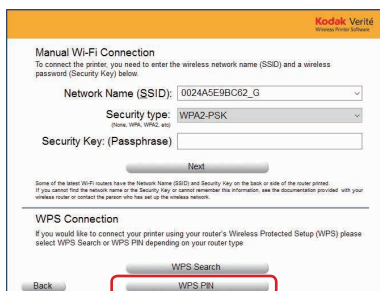 Kodak Verité
Wireless Printer Software
Manual Wi-Fi Connection
To connect the printer, you need to enter the wireless network name (SSID) and a wireless
password (Security Key) below.
Network Name (SSID): 0024A5E9BC62_G
Security type: WPA2-PSK
(None, WPA, WPA2, etc)
Security Key: (Passphrase)
Next
Some of the latest Wi-Fi routers have the Network Name (SSID) and Security Key on the back or side of the router printed.
If you cannot find the network name or the Security Key or cannot remember this information, see the documentation provided with your
wireless router or contact the person who has set up the wireless network.
WPS Connection
If you would like to connect your printer using your router's Wireless Protected Setup (WPS) please
select WPS Search or WPS PIN depending on your router type
WPS Search
Back WPS PIN